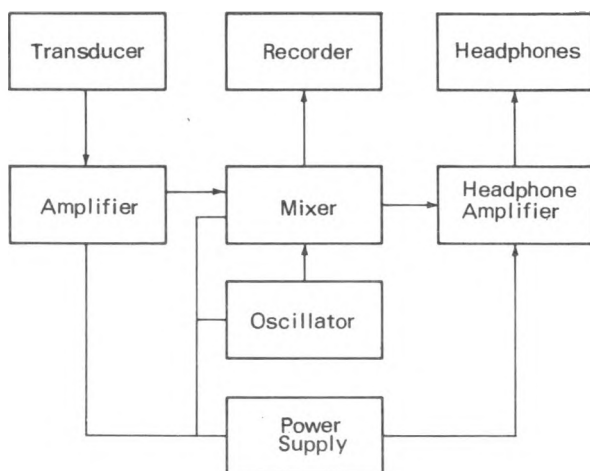 Transducer
Recorder
Headphones
Amplifier
Mixer
Headphone
Amplifier
Oscillator
Power
Supply